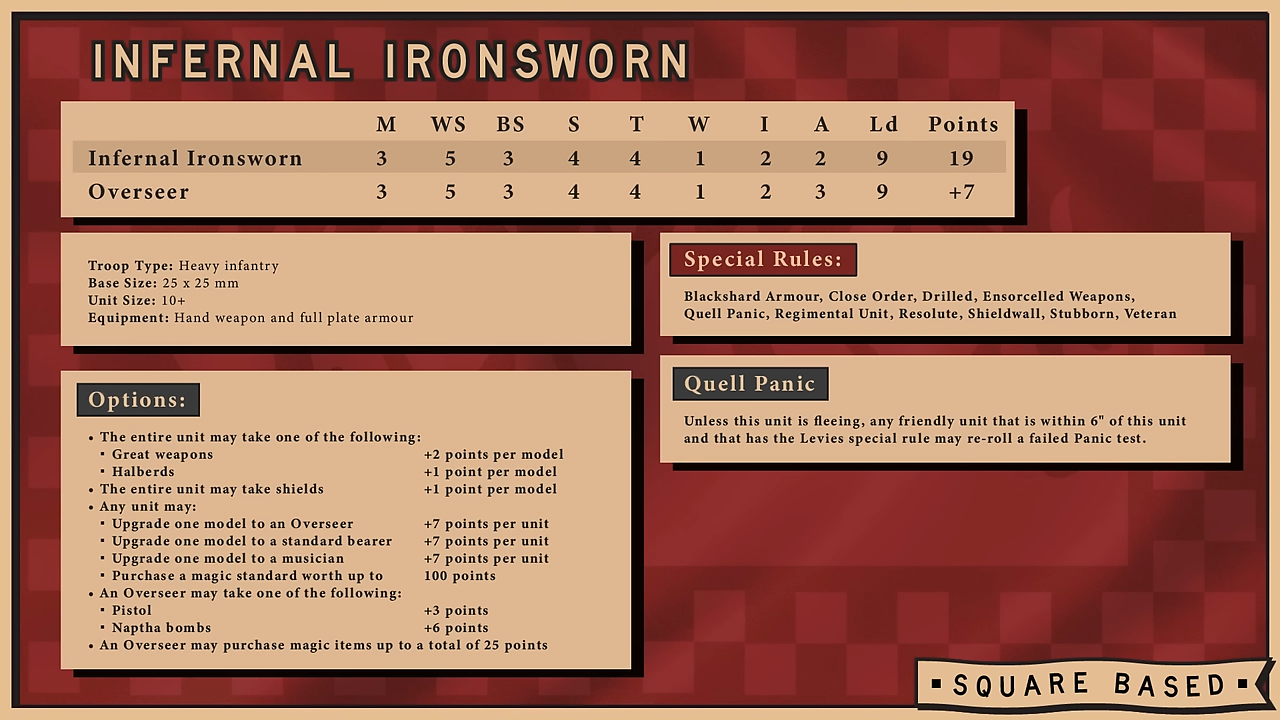 INFERNAL IRONSWORN
M WS BS S T W I A Ld Points
Infernal Ironsworn 3 5 3 4 4 1 2 2 9 19
Overseer 3 5 3 4 4 1 2 3 9 +7
Troop Type: Heavy infantry
Base Size: 25 x 25 mm
Unit Size: 10+
Equipment: Hand weapon and full plate armour
Options:
• The entire unit may take one of the following:
▪ Great weapons +2 points per model
▪ Halberds +1 point per model
• The entire unit may take shields +1 point per model
• Any unit may:
▪ Upgrade one model to an Overseer +7 points per unit
▪ Upgrade one model to a standard bearer +7 points per unit
▪ Upgrade one model to a musician +7 points per unit
▪ Purchase a magic standard worth up to 100 points
• An Overseer may take one of the following:
▪ Pistol +3 points
▪ Naptha bombs +6 points
• An Overseer may purchase magic items up to a total of 25 points
Special Rules:
Blackshard Armour, Close Order, Drilled, Ensorcelled Weapons,
Quell Panic, Regimental Unit, Resolute, Shieldwall, Stubborn, Veteran
Quell Panic
Unless this unit is fleeing, any friendly unit that is within 6" of this unit
and that has the Levies special rule may re-roll a failed Panic test.
▪ SQUARE BASED ▪